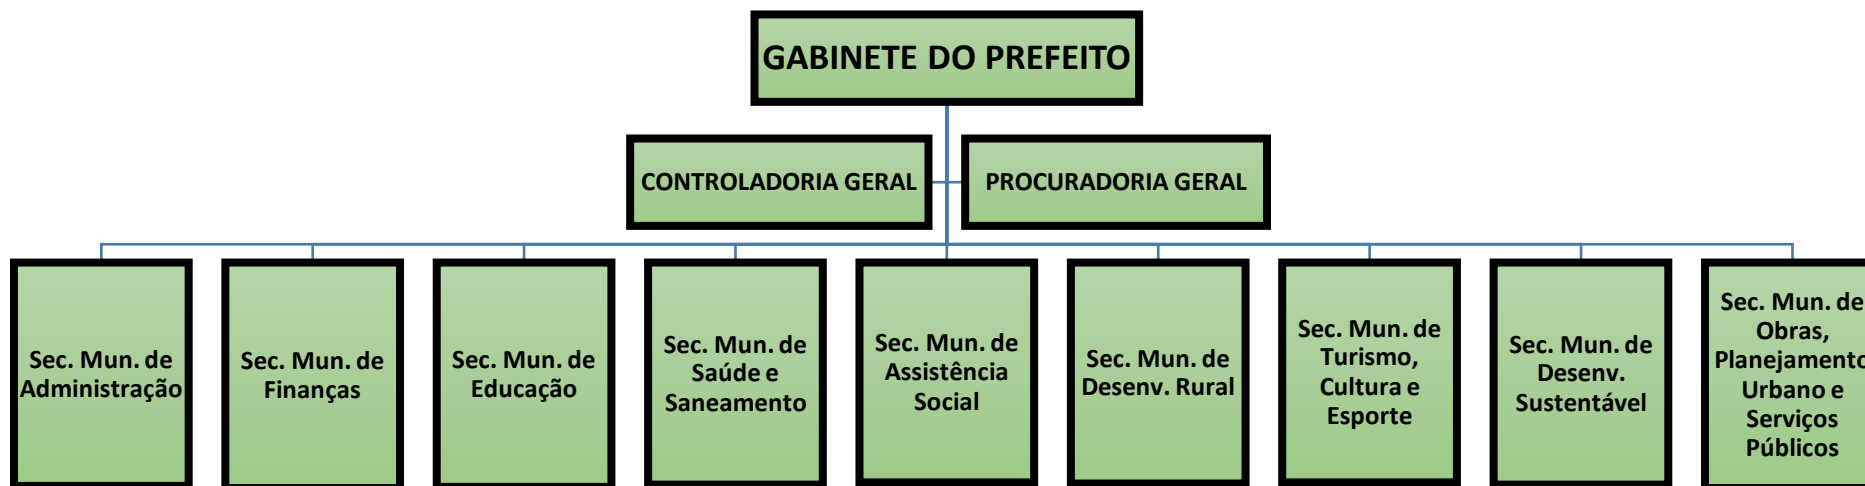 GABINETE DO PREFEITO
CONTROLADORIA GERAL
PROCURADORIA GERAL
Sec. Mun. de
Administração
Sec. Mun. de
Finanças
Sec. Mun. de
Educação
Sec. Mun. de
Saúde e
Saneamento
Sec. Mun. de
Assistência
Social
Sec. Mun. de
Desenv. Rural
Sec. Mun. de
Turismo,
Cultura e
Esporte
Sec. Mun. de
Desenv.
Sustentável
Sec. Mun. de
Obras,
Planejamento
Urbano e
Serviços
Públicos